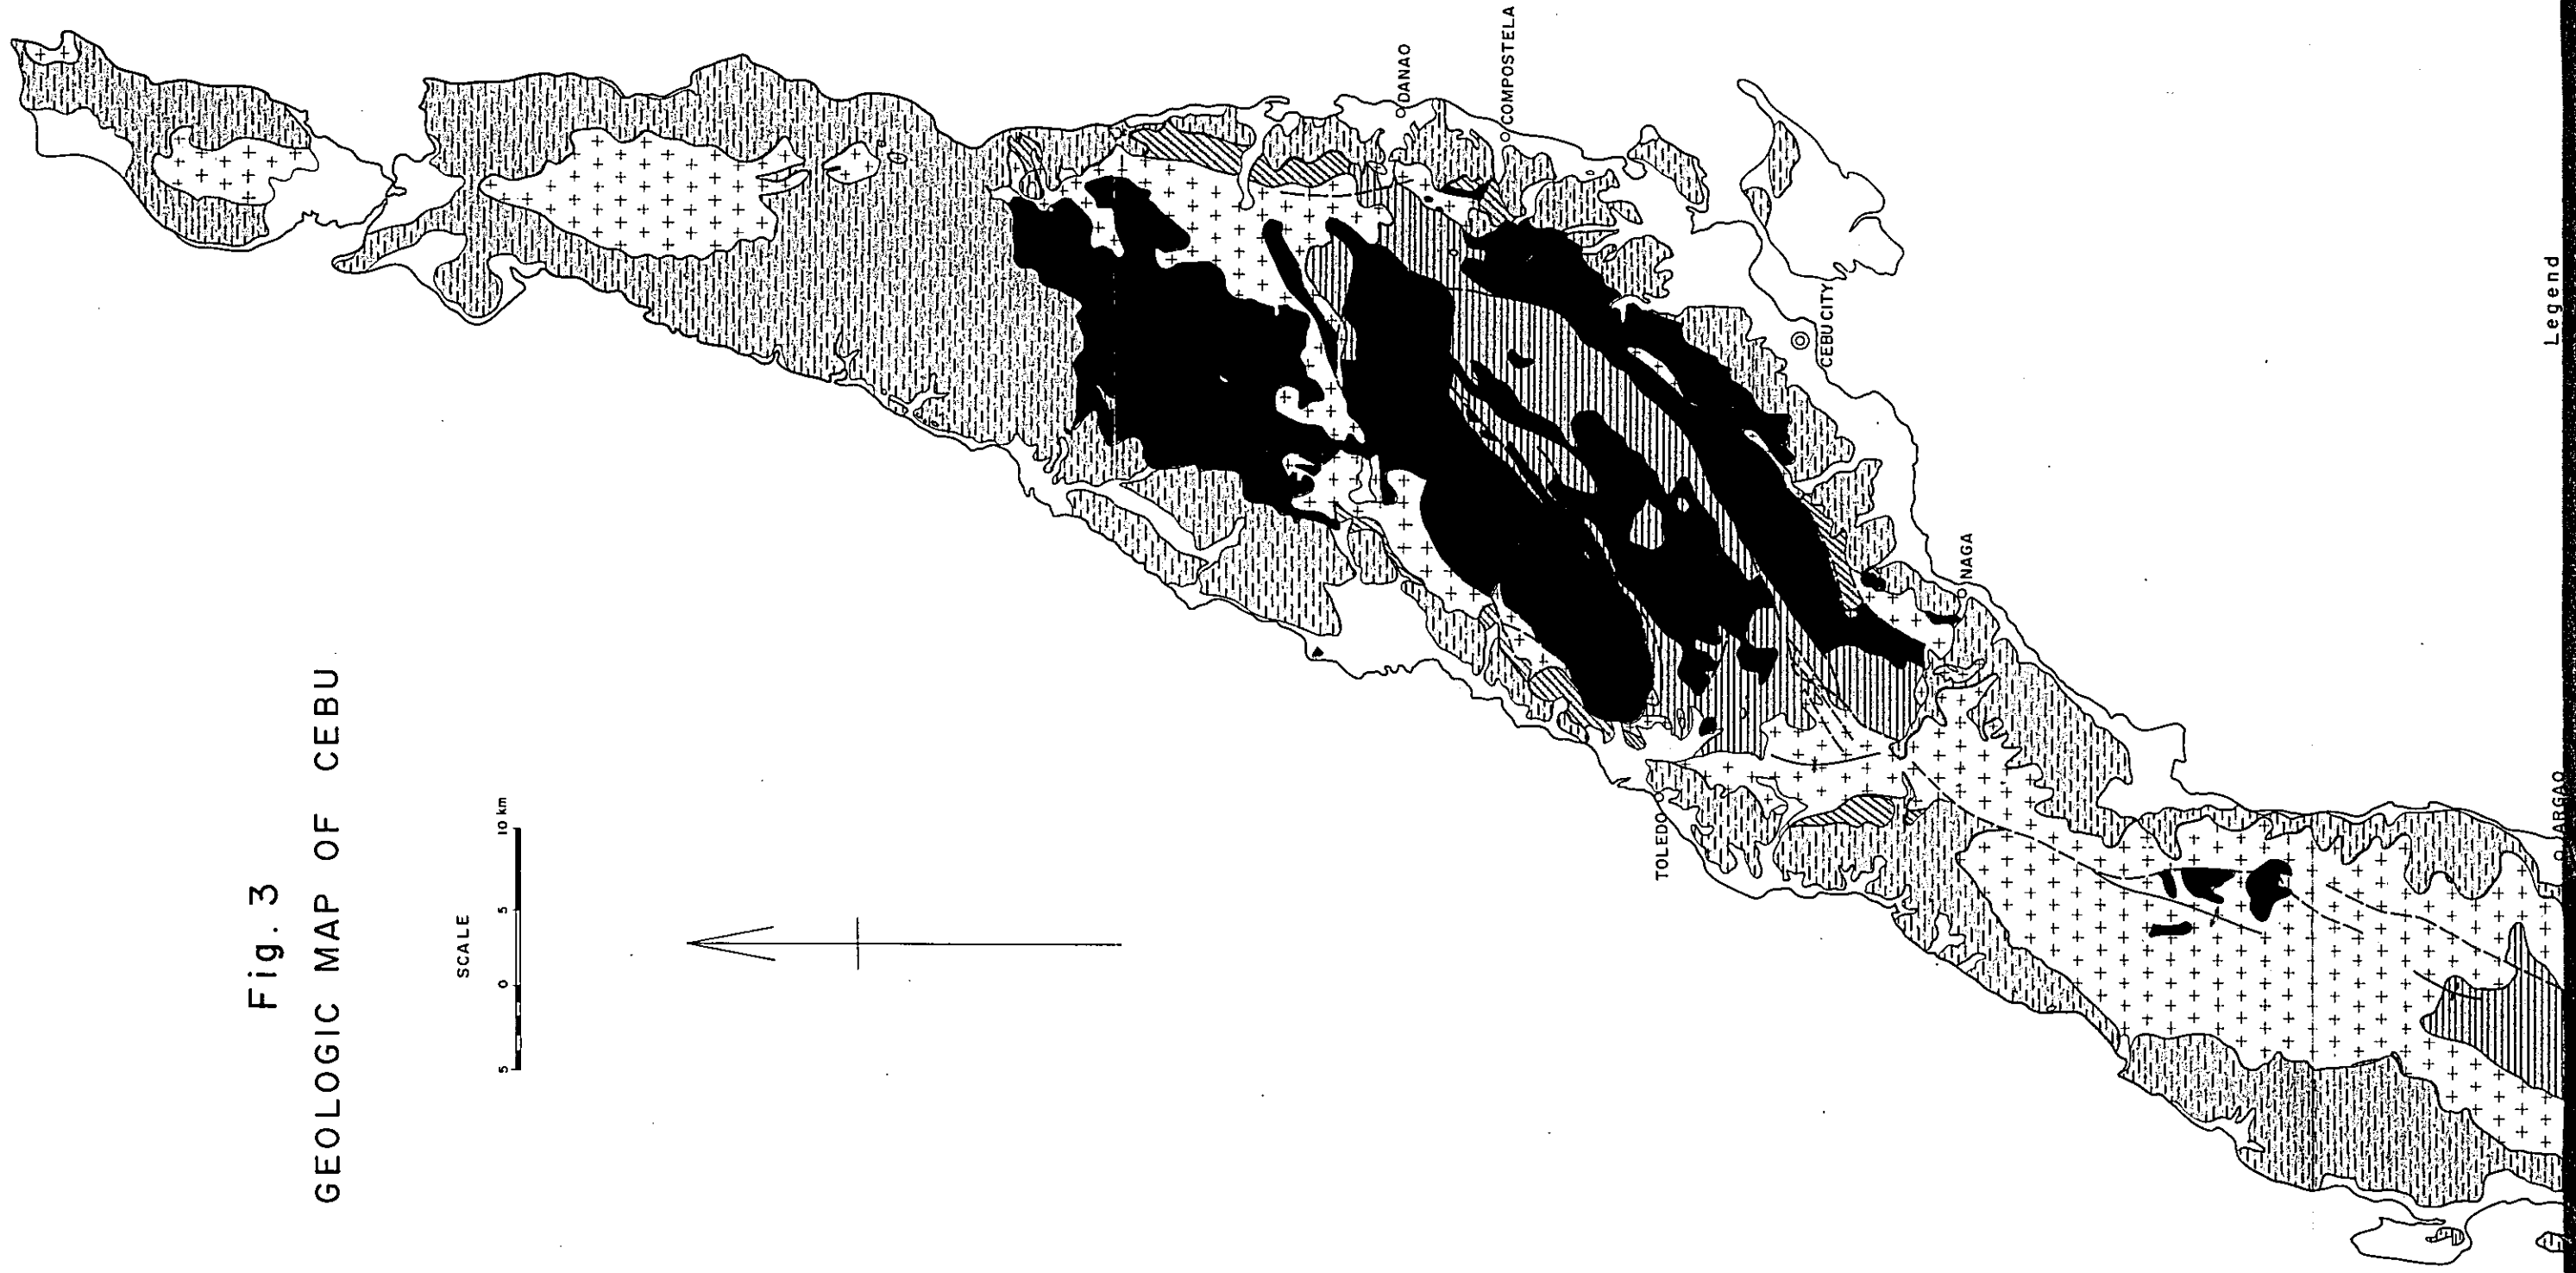 Fig. 3
GEOLOGIC MAP OF CEBU
SCALE
5 0 5 10 km
DANAO
COMPOSTELA
CEBU CITY
NAGA
TOLEDO
ARGAO
Legend